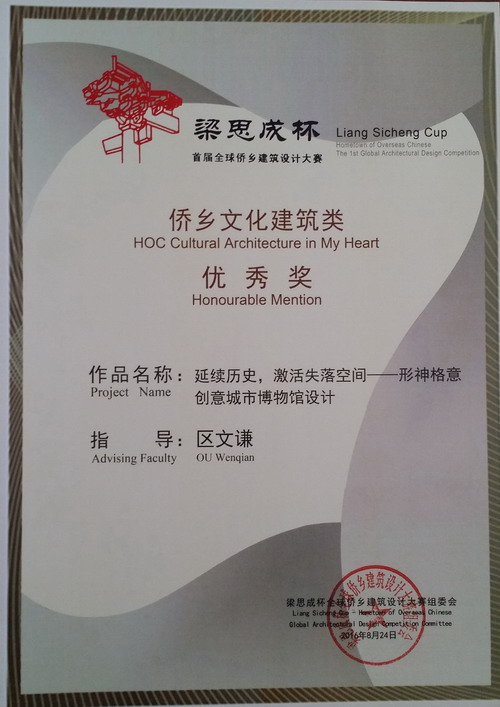 梁思成杯
Liang Sicheng Cup
首届全球侨乡建筑设计大赛
Hometown of Overseas Chinese
The 1st Global Architectural Design Competition
侨乡文化建筑类
HOC Cultural Architecture in My Heart
优秀奖
Honourable Mention
作品名称：延续历史，激活失落空间——形神格意
Project Name
创意城市博物馆设计
指 导：区文谦
Advising Faculty OU Wenqian
梁思成杯全球侨乡建筑设计大赛组委会
Liang Sicheng Cup - Hometown of Overseas Chinese
Global Architectural Design Competition Committee
2016年8月24日